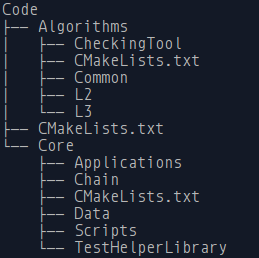 Code
├── Algorithms
│   ├── CheckingTool
│   ├── CMakeLists.txt
│   ├── Common
│   ├── L2
│   └── L3
├── CMakeLists.txt
└── Core
    ├── Applications
    ├── Chain
    ├── CMakeLists.txt
    ├── Data
    ├── Scripts
    └── TestHelperLibrary